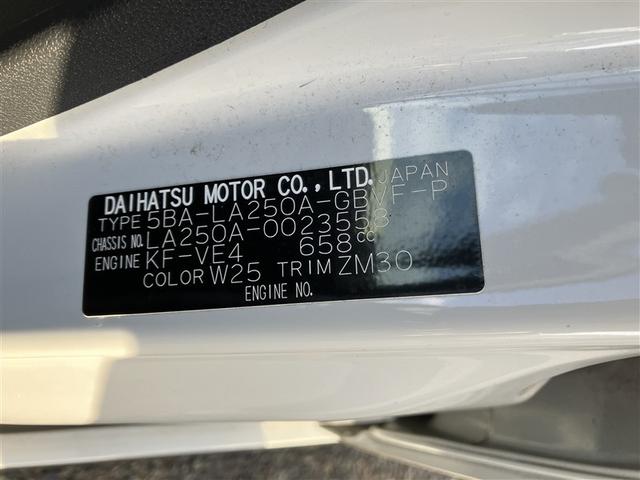 DAIHATSU MOTOR CO., LTD. JAPAN
TYPE 5BA-LA250A-GBVF-P
CHASSIS NO. LA250A-0023558
ENGINE KF-VE4 658cc
COLOR W25 TRIM ZM30
ENGINE NO.